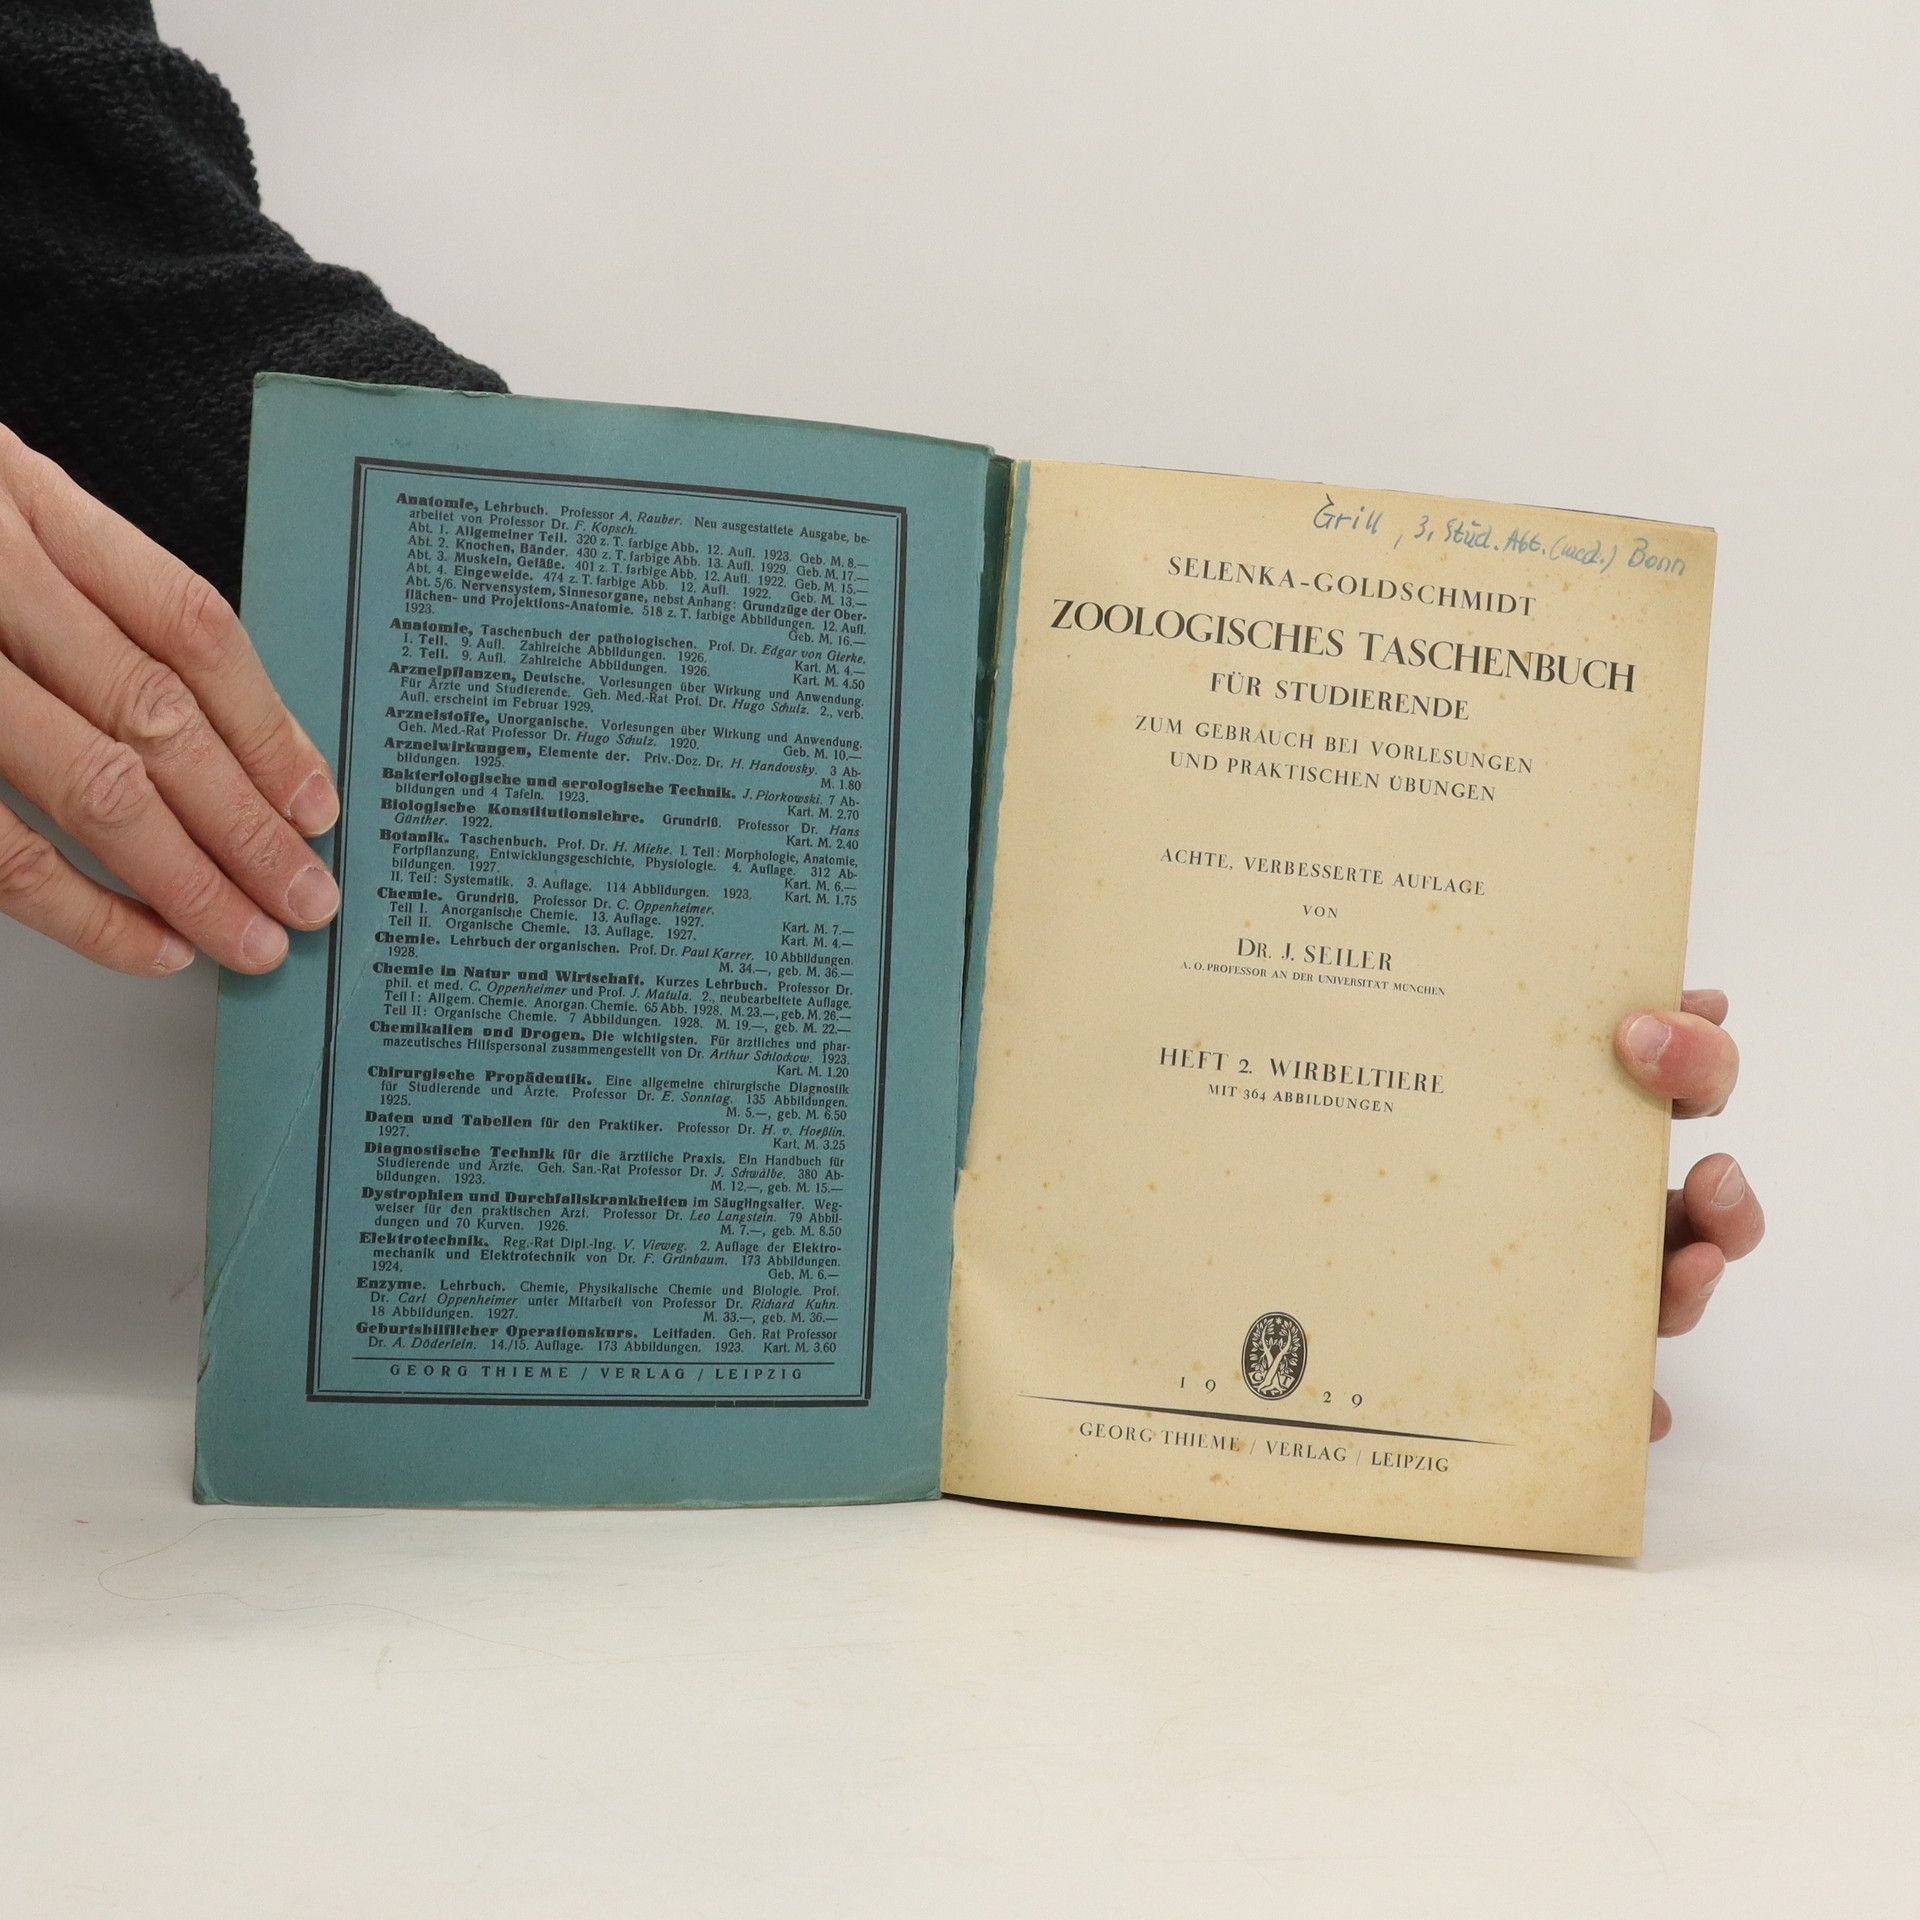 Anatomie, Lehrbuch. Professor A. Rauber. Neu ausgestattete Ausgabe, be-
arbeitet von Professor Dr. F. Kopsch.
Abt. 1. Allgemeiner Teil. 320 z. T. farbige Abb. 12. Aufl. 1923. Geb. M. 8.—
Abt. 2. Knochen, Bänder. 430 z. T. farbige Abb. 13. Aufl. 1929. Geb. M. 17.—
Abt. 3. Muskeln, Gefäße. 401 z. T. farbige Abb. 12. Aufl. 1922. Geb. M. 15.—
Abt. 4. Eingeweide. 474 z. T. farbige Abb. 12. Aufl. 1922. Geb. M. 13.—
Abt. 5/6. Nervensystem, Sinnesorgane, nebst Anhang: Grundzüge der Ober-
flächen- und Projektions-Anatomie. 518 z. T. farbige Abbildungen. 12. Aufl.
1923. Geb. M. 16.—
Anatomie, Taschenbuch der pathologischen. Prof. Dr. Edgar von Gierke.
1. Teil. 9. Aufl. Zahlreiche Abbildungen. 1926. Kart. M. 4.—
2. Teil. 9. Aufl. Zahlreiche Abbildungen. 1926. Kart. M. 4.50
Arzneipflanzen, Deutsche. Vorlesungen über Wirkung und Anwendung.
Für Ärzte und Studierende. Geh. Med.-Rat Prof. Dr. Hugo Schulz. 2., verb.
Aufl. erscheint im Februar 1929.
Arzneistoffe, Unorganische. Vorlesungen über Wirkung und Anwendung.
Geh. Med.-Rat Professor Dr. Hugo Schulz. 1920. Geb. M. 10.—
Arzneiwirkungen, Elemente der. Priv.-Doz. Dr. H. Handovsky. 3 Ab-
bildungen. 1925. M. 1.80
Bakteriologische und serologische Technik. J. Piorkowski. 7 Ab-
bildungen und 4 Tafeln. 1923. Kart. M. 2.70
Biologische Konstitutionslehre. Grundriß. Professor Dr. Hans
Günther. 1922. Kart. M. 2.40
Botanik. Taschenbuch. Prof. Dr. H. Miehe. I. Teil: Morphologie, Anatomie,
Fortpflanzung, Entwicklungsgeschichte, Physiologie. 4. Auflage. 312 Ab-
bildungen. 1927. Kart. M. 6.—
II. Teil: Systematik. 3. Auflage. 114 Abbildungen. 1923. Kart. M. 1.75
Chemie. Grundriß. Professor Dr. C. Oppenheimer.
Teil I. Anorganische Chemie. 13. Auflage. 1927. Kart. M. 7.—
Teil II. Organische Chemie. 13. Auflage. 1927. Kart. M. 4.—
Chemie. Lehrbuch der organischen. Prof. Dr. Paul Karrer. 10 Abbildungen.
1928. M. 34.—, geb. M. 36.—
Chemie in Natur und Wirtschaft. Kurzes Lehrbuch. Professor Dr.
phil. et med. C. Oppenheimer und Prof. J. Matula. 2., neubearbeitete Auflage.
Teil I: Allgem. Chemie. Anorgan. Chemie. 65 Abb. 1928. M. 23.—, geb. M. 26.—
Teil II: Organische Chemie. 7 Abbildungen. 1928. M. 19.—, geb. M. 22.—
Chemikalien und Drogen. Die wichtigsten. Für ärztliches und phar-
mazeutisches Hilfspersonal zusammengestellt von Dr. Arthur Schlockow. 1923.
Kart. M. 1.20
Chirurgische Propädeutik. Eine allgemeine chirurgische Diagnostik
für Studierende und Ärzte. Professor Dr. E. Sonntag. 135 Abbildungen.
1925. M. 5.—, geb. M. 6.50
Daten und Tabellen für den Praktiker. Professor Dr. H. v. Hoeßlin.
1927. Kart. M. 3.25
Diagnostische Technik für die ärztliche Praxis. Ein Handbuch für
Studierende und Ärzte. Geh. San.-Rat Professor Dr. J. Schwalbe. 380 Ab-
bildungen. 1923. M. 12.—, geb. M. 15.—
Dystrophien und Durchfallskrankheiten im Säuglingsalter. Weg-
weiser für den praktischen Arzt. Professor Dr. Leo Langstein. 79 Abbil-
dungen und 70 Kurven. 1926. M. 7.—, geb. M. 8.50
Elektrotechnik. Reg.-Rat Dipl.-Ing. V. Vieweg. 2. Auflage der Elektro-
mechanik und Elektrotechnik von Dr. F. Grünbaum. 173 Abbildungen.
1924. Geb. M. 6.—
Enzyme. Lehrbuch. Chemie, Physikalische Chemie und Biologie. Prof.
Dr. Carl Oppenheimer unter Mitarbeit von Professor Dr. Richard Kuhn.
18 Abbildungen. 1927. M. 33.—, geb. M. 36.—
Geburtshilflicher Operationskurs. Leitfaden. Geh. Rat Professor
Dr. A. Döderlein. 14./15. Auflage. 173 Abbildungen. 1923. Kart. M. 3.60
GEORG THIEME / VERLAG / LEIPZIG
Grill, 3. Stud. Abt. (med.) Bonn
SELENKA-GOLDSCHMIDT
ZOOLOGISCHES TASCHENBUCH
FÜR STUDIERENDE
ZUM GEBRAUCH BEI VORLESUNGEN
UND PRAKTISCHEN ÜBUNGEN
ACHTE, VERBESSERTE AUFLAGE
VON
DR. J. SEILER
A. O. PROFESSOR AN DER UNIVERSITÄT MÜNCHEN
HEFT 2. WIRBELTIERE
MIT 364 ABBILDUNGEN
19 29
GEORG THIEME / VERLAG / LEIPZIG